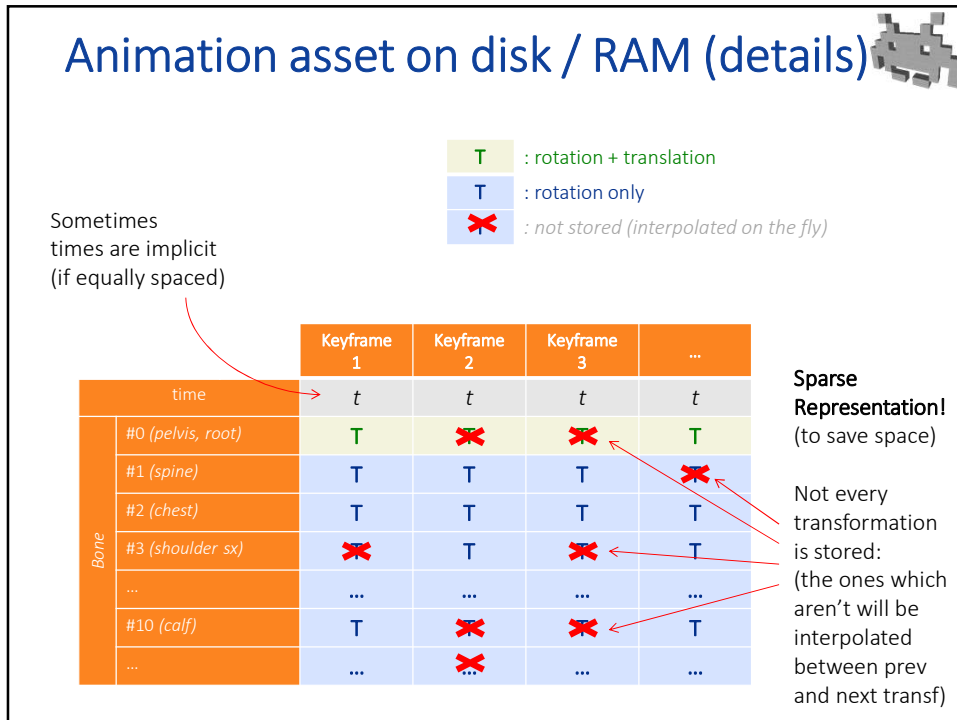 Animation asset on disk / RAM (details)
T : rotation + translation
T : rotation only
T : not stored (interpolated on the fly)
Sometimes
times are implicit
(if equally spaced)
Keyframe 1 Keyframe 2 Keyframe 3 ...
time t t t t
Bone
#0 (pelvis, root) T T T T
#1 (spine) T T T T
#2 (chest) T T T T
#3 (shoulder sx) T T T T
... ... ... ... ...
#10 (calf) T T T T
... ... ... ... ...
Sparse
Representation!
(to save space)
Not every
transformation
is stored:
(the ones which
aren't will be
interpolated
between prev
and next transf)